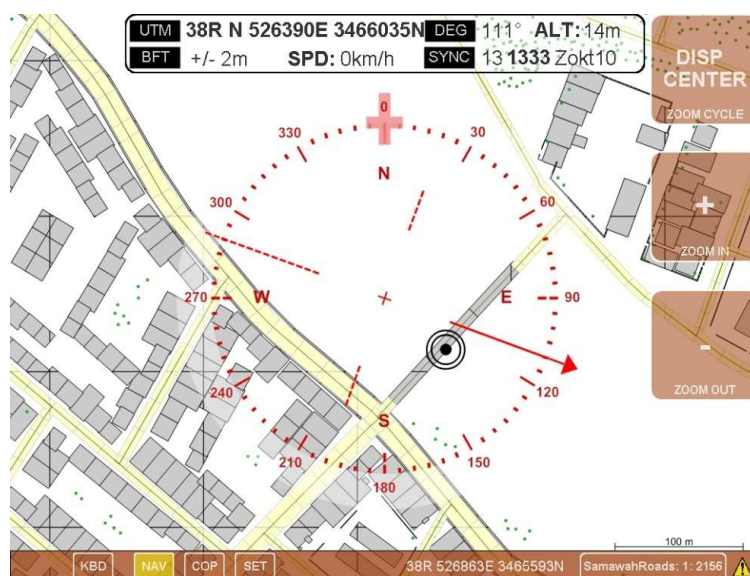 UTM 38R N 526390E 3466035N DEG 111° ALT: 14m
BFT +/- 2m SPD: 0km/h SYNC 13 1333 Zokt10
DISP
CENTER
ZOOM CYCLE
0
330
30
N
300
60
+
ZOOM IN
270
W
E
90
-
240
120
ZOOM OUT
S
210
150
180
100 m
KBD NAV COP SET 38R 526863E 3465593N SamawahRoads: 1: 2156